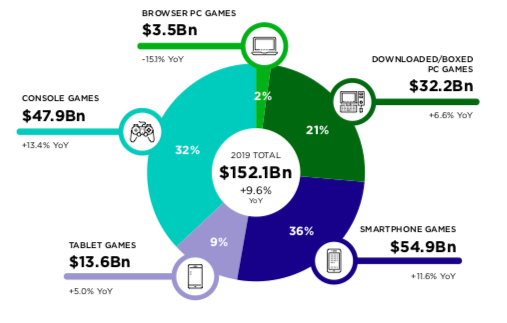 BROWSER PC GAMES
$3.5Bn
-15.1% YoY
DOWNLOADED/BOXED
PC GAMES
$32.2Bn
+6.6% YoY
CONSOLE GAMES
$47.9Bn
+13.4% YoY
2%
21%
32%
2019 TOTAL
$152.1Bn
+9.6%
YoY
36%
9%
SMARTPHONE GAMES
$54.9Bn
+11.6% YoY
TABLET GAMES
$13.6Bn
+5.0% YoY